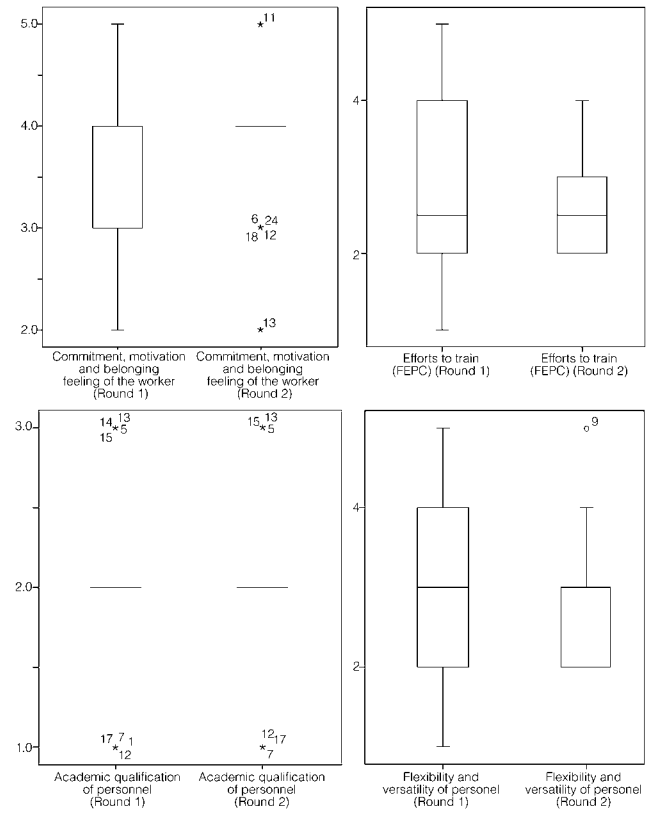 5.0
4.0
3.0
2.0
11
6 24
18 12
13
Commitment, motivation
and belonging
feeling of the worker
(Round 1)
Commitment, motivation
and belonging
feeling of the worker
(Round 2)
4
2
Efforts to train
(FEPC) (Round 1)
Efforts to train
(FEPC) (Round 2)
3.0
2.0
1.0
14 13
5
15
15 13
5
17 7 1
12
12 17
7
Academic qualification
of personnel
(Round 1)
Academic qualification
of personnel
(Round 2)
4
2
9
Flexibility and
versatility of personel
(Round 1)
Flexibility and
versatility of personel
(Round 2)